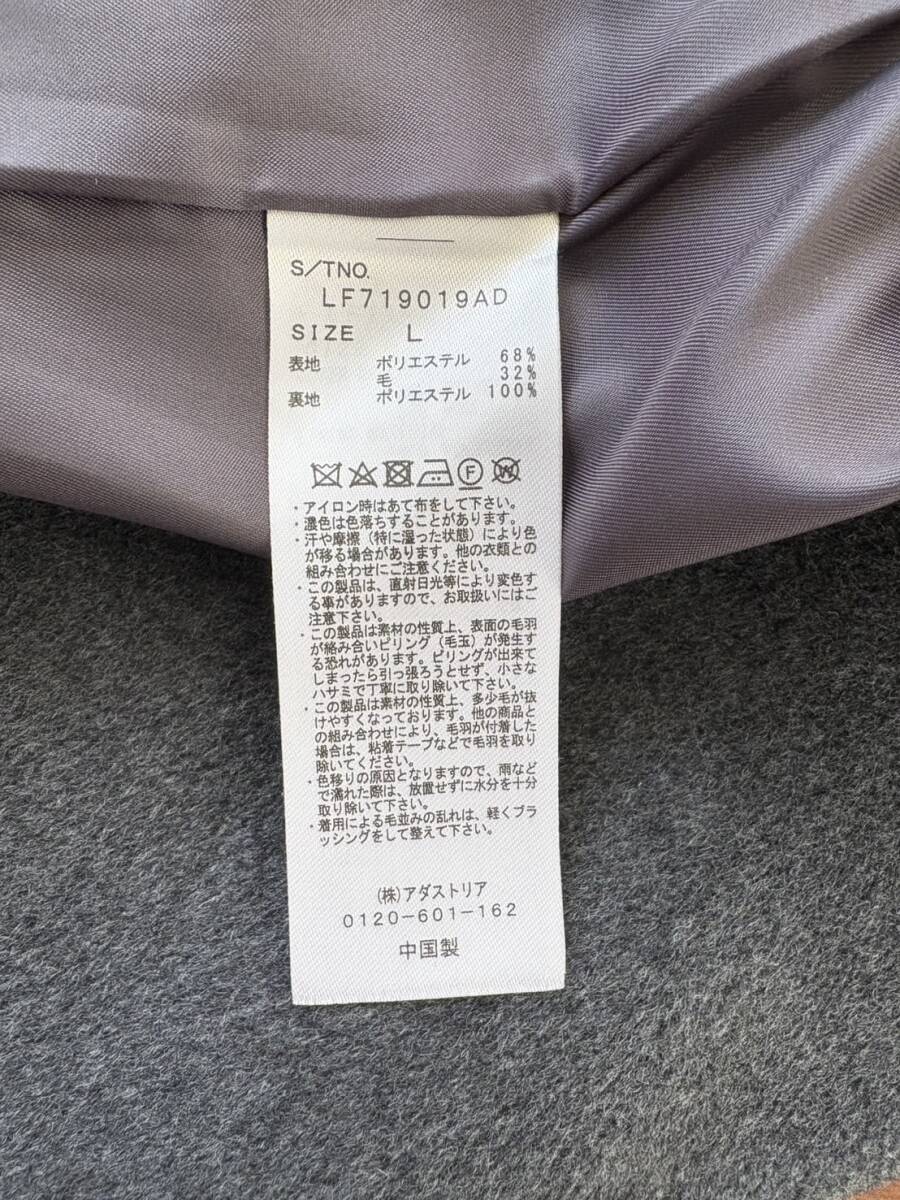 S/TNO.
LF719019AD
SIZE L
表地 ポリエステル 68%
毛 32%
裏地 ポリエステル 100%
F W
・アイロン時はあて布をして下さい。
・濃色は色落ちすることがあります。
・汗や摩擦（特に湿った状態）により色
が移る場合があります。他の衣類との
組み合わせにご注意ください。
・この製品は、直射日光等により変色す
る事がありますので、お取扱いにはご
注意下さい。
・この製品は素材の性質上、表面の毛羽
が絡み合いピリング（毛玉）が発生す
る恐れがあります。ピリングが出来て
しまったら引っ張ろうとせず、小さな
ハサミで丁寧に取り除いて下さい。
・この製品は素材の性質上、多少毛が抜
けやすくなっております。他の商品と
の組み合わせにより、毛羽が付着した
場合は、粘着テープなどで毛羽を取り
除いてください。
・色移りの原因となりますので、雨など
で濡れた際は、放置せずに水分を十分
取り除いて下さい。
・着用による毛並みの乱れは、軽くブラ
ッシングをして整えて下さい。
(株)アダストリア
0120-601-162
中国製